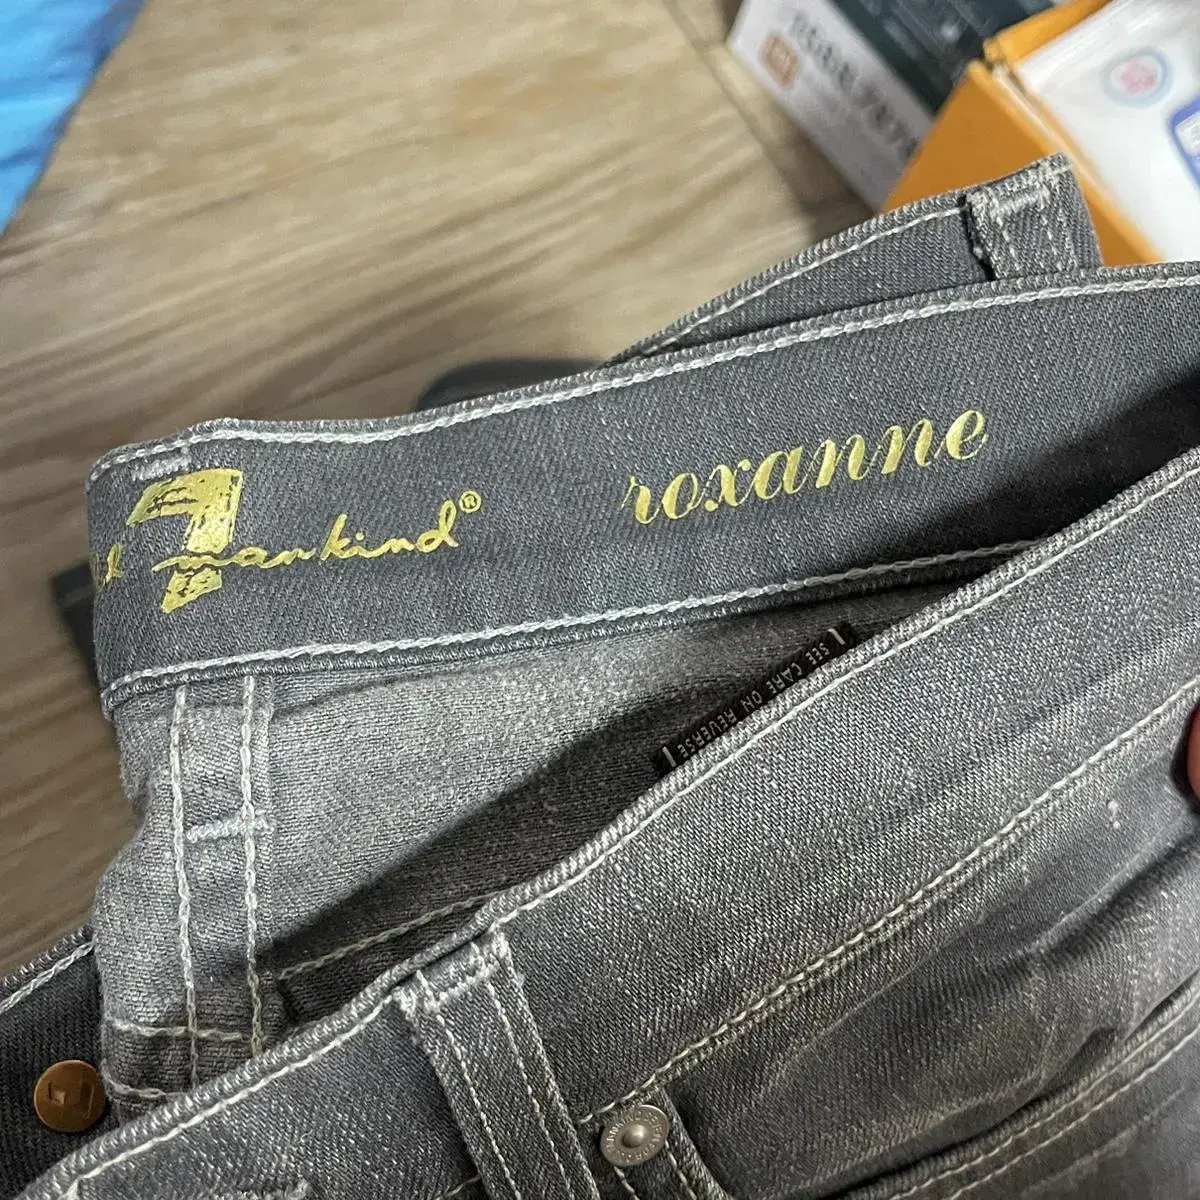 7
mankind®
roxanne
SEE CARE ON REVERSE